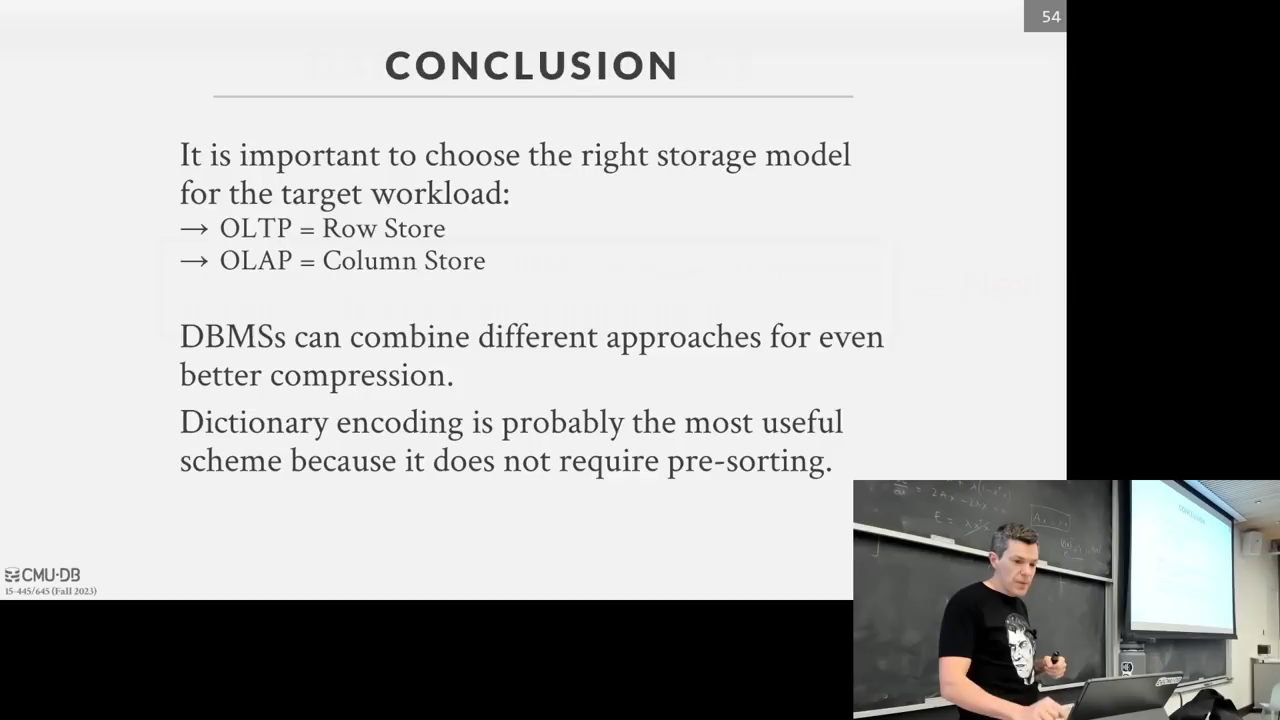 54
CONCLUSION
It is important to choose the right storage model
for the target workload:
→ OLTP = Row Store
→ OLAP = Column Store
DBMSs can combine different approaches for even
better compression.
Dictionary encoding is probably the most useful
scheme because it does not require pre-sorting.
CMU·DB
15-445/645 (Fall 2023)
CONCLUSION